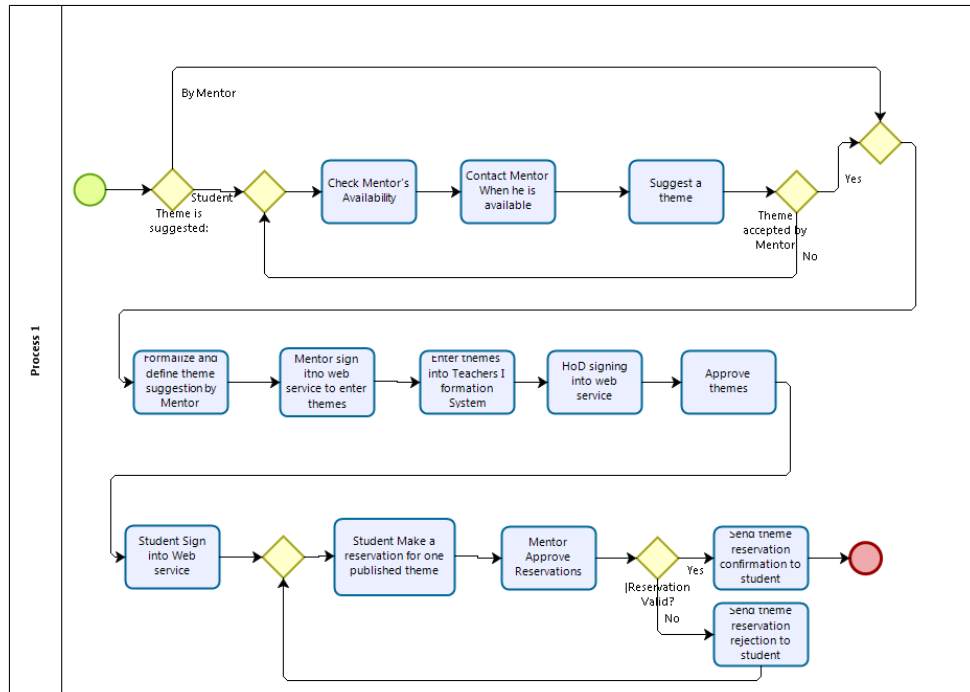 Process 1
By Mentor
Student
Theme is
suggested:
Check Mentor's
Availability
Contact Mentor
When he is
available
Suggest a
theme
Theme
accepted by
Mentor
Yes
No
Formalize and
define theme
suggestion by
Mentor
Mentor sign
itno web
service to enter
themes
Enter themes
into Teachers I
formation
System
HoD signing
into web
service
Approve
themes
Student Sign
into Web
service
Student Make a
reservation for one
published theme
Mentor
Approve
Reservations
|Reservation
Valid?
Yes
No
Send theme
reservation
confirmation to
student
Send theme
reservation
rejection to
student